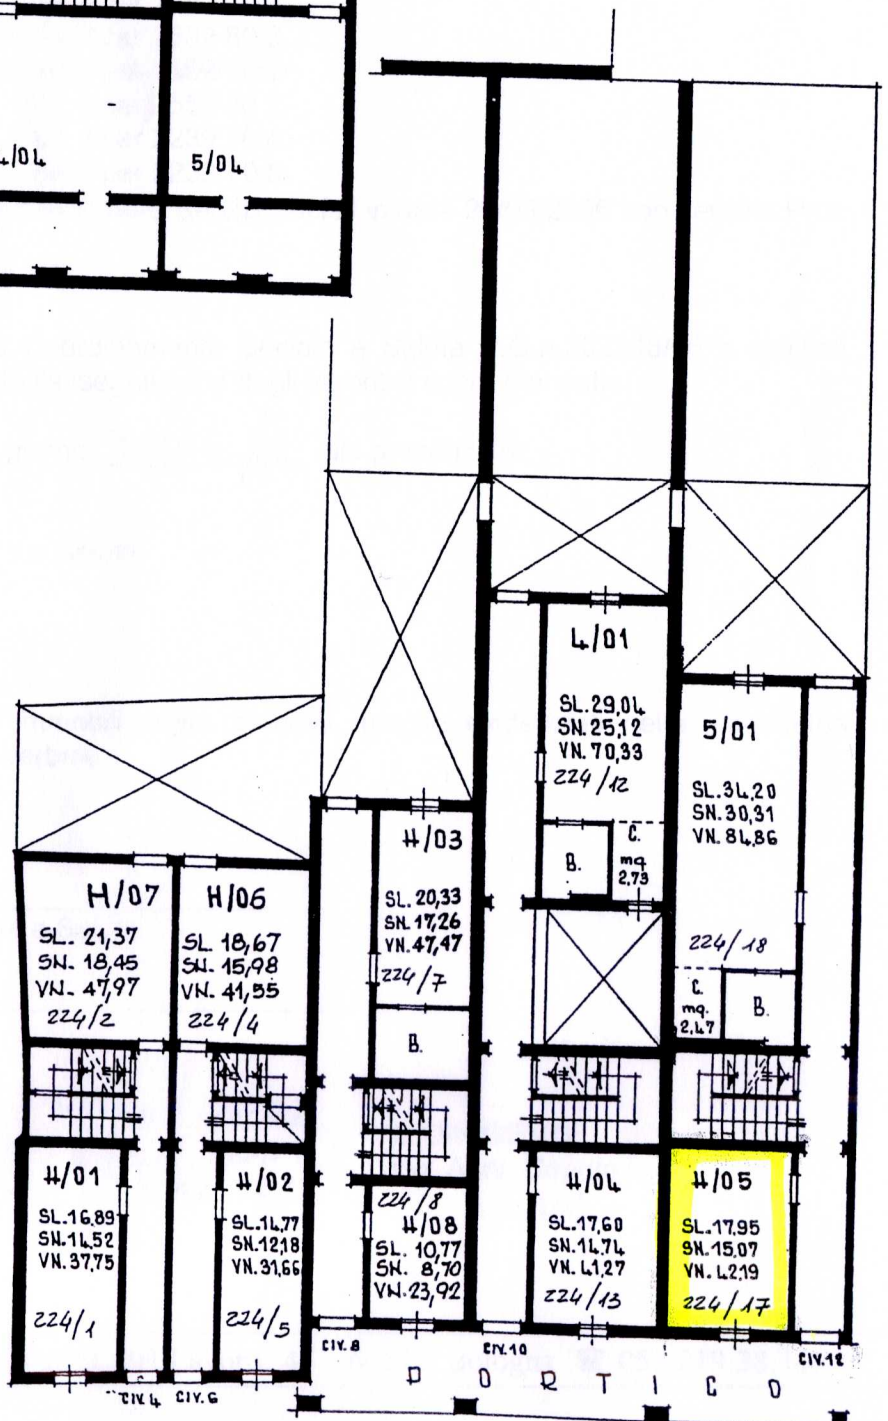 4/04
5/04
4/01
SL.29,04
SN.25,12
VN.70,33
224/12
B.
C.
mq
2,73
5/01
SL.34,20
SN.30,31
VN.84,86
224/18
C.
mq.
2,47
B.
H/03
SL. 20,33
SN. 17,26
VN. 47,47
224/7
B.
H/07
SL. 21,37
SN. 18,45
VN. 47,97
224/2
H/06
SL. 18,67
SN. 15,98
VN. 41,55
224/4
H/01
SL.16,89
SN.14,52
VN.37,75
224/1
H/02
SL.14,77
SN.12,18
VN.31,66
224/5
224/8
H/08
SL. 10,77
SN. 8,70
VN.23,92
H/04
SL.17,60
SN.14,74
VN. 41,27
224/13
H/05
SL.17,95
SN.15,07
VN. 42,19
224/17
CIV.4
CIV.6
CIV.8
CIV.10
CIV.12
PORTICO